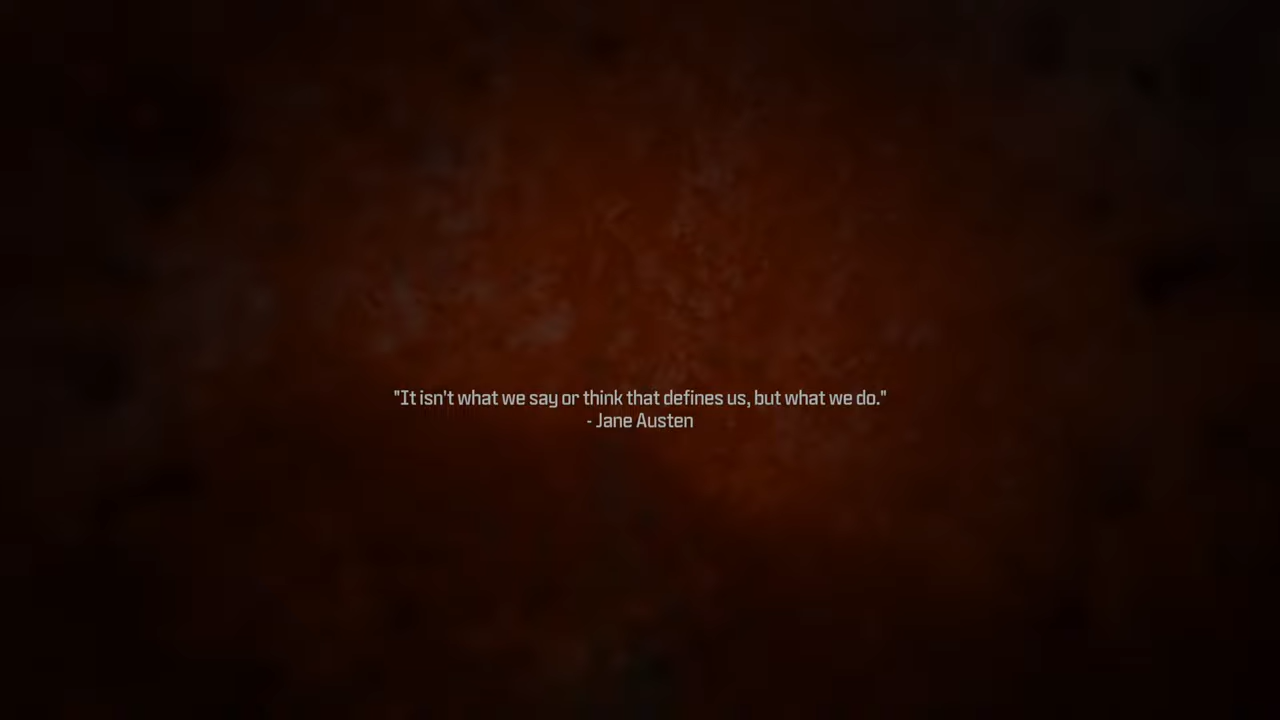 "It isn't what we say or think that defines us, but what we do."
- Jane Austen